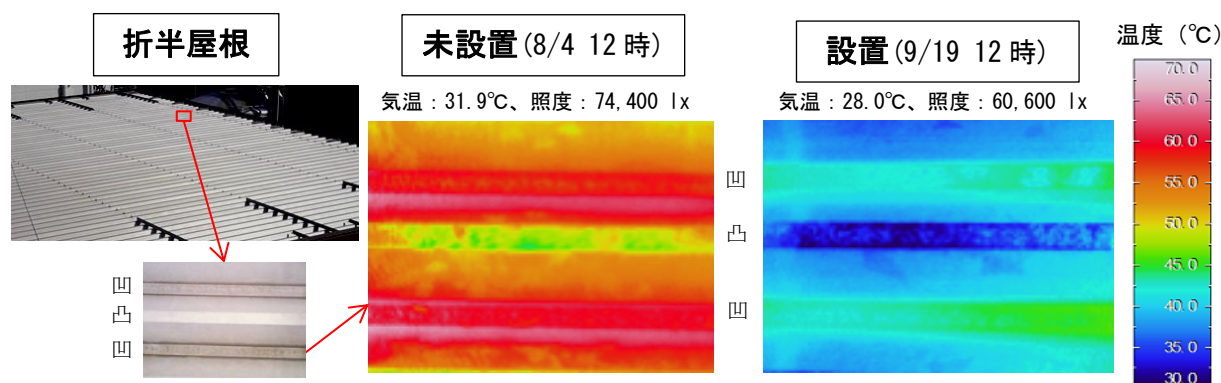 折半屋根
未設置(8/4 12時)
気温：31.9℃、照度：74,400 lx
設置(9/19 12時)
気温：28.0℃、照度：60,600 lx
温度（℃）
凹
凸
凹
凹
凸
凹
70.0
65.0
60.0
55.0
50.0
45.0
40.0
35.0
30.0